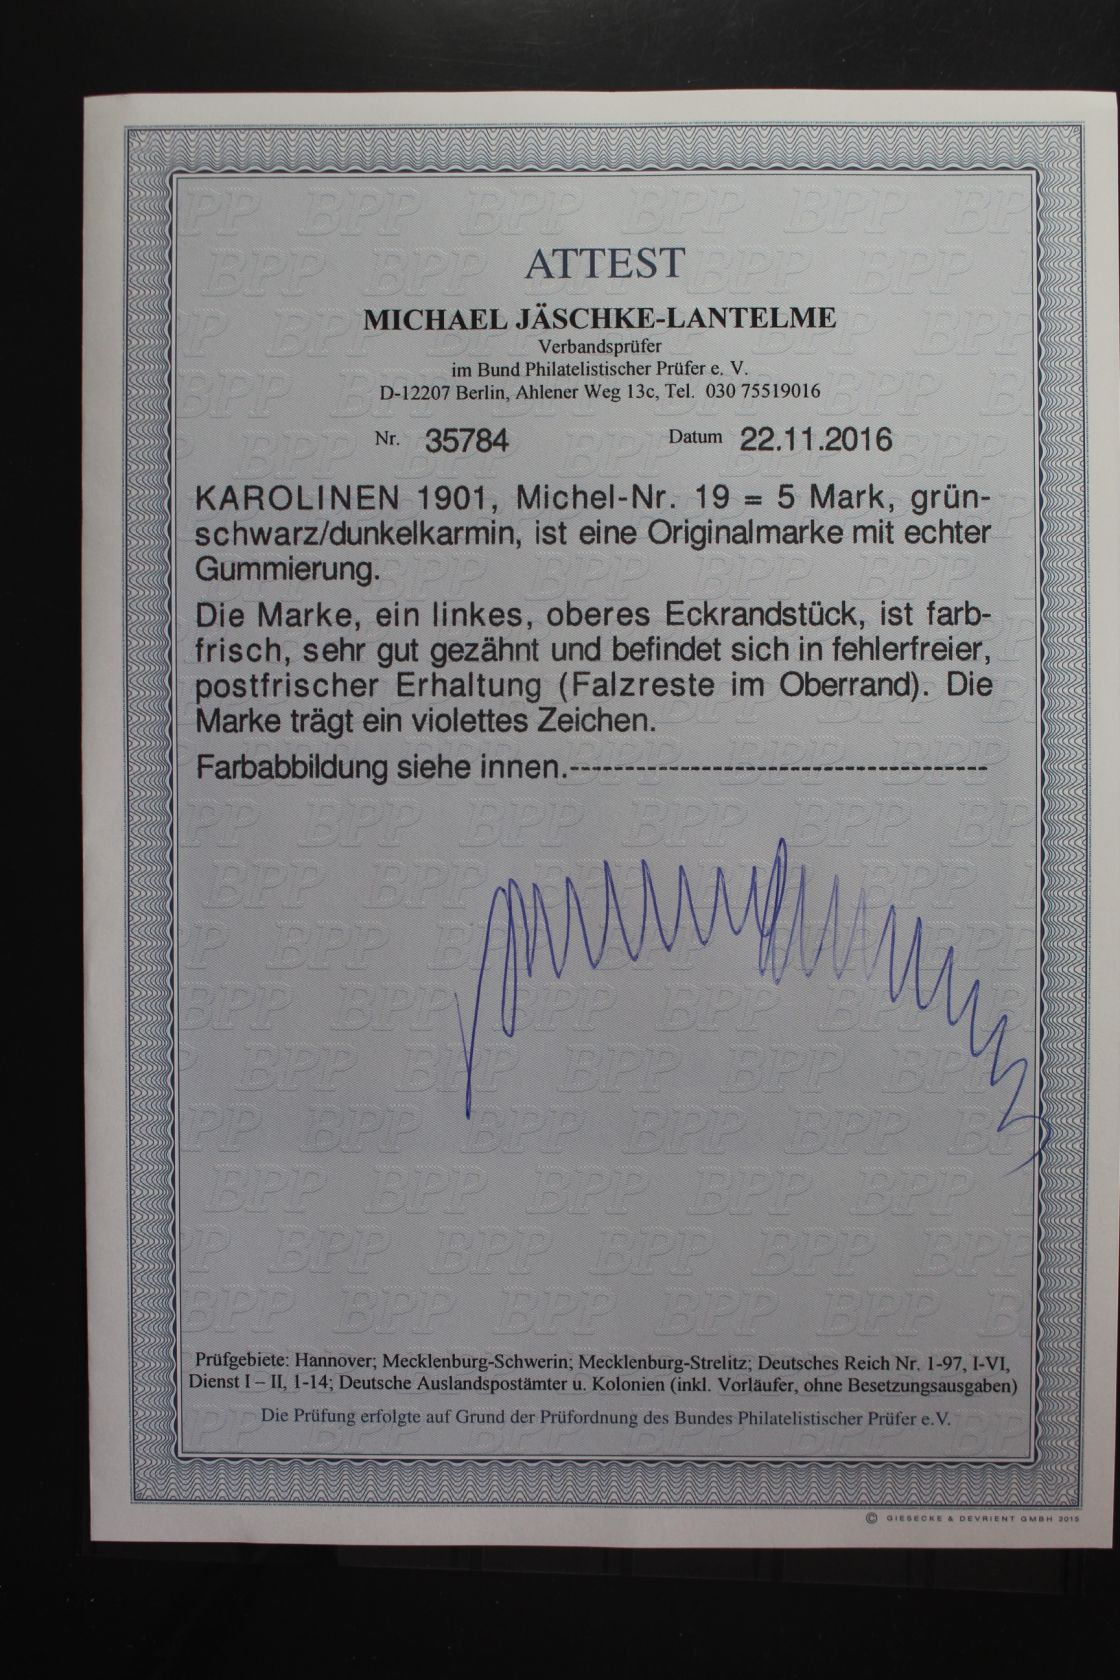 ATTEST
MICHAEL JÄSCHKE-LANTELME
Verbandsprüfer
im Bund Philatelistischer Prüfer e. V.
D-12207 Berlin, Ahlener Weg 13c, Tel. 030 75519016
Nr. 35784 Datum 22.11.2016
KAROLINEN 1901, Michel-Nr. 19 = 5 Mark, grün-
schwarz/dunkelkarmin, ist eine Originalmarke mit echter
Gummierung.
Die Marke, ein linkes, oberes Eckrandstück, ist farb-
frisch, sehr gut gezähnt und befindet sich in fehlerfreier,
postfrischer Erhaltung (Falzreste im Oberrand). Die
Marke trägt ein violettes Zeichen.
Farbabbildung siehe innen.-------------------------------------
Prüfgebiete: Hannover; Mecklenburg-Schwerin; Mecklenburg-Strelitz; Deutsches Reich Nr. 1-97, I-VI,
Dienst I – II, 1-14; Deutsche Auslandspostämter u. Kolonien (inkl. Vorläufer, ohne Besetzungsausgaben)
Die Prüfung erfolgte auf Grund der Prüfordnung des Bundes Philatelistischer Prüfer e.V.
© GIESECKE & DEVRIENT GMBH 2015